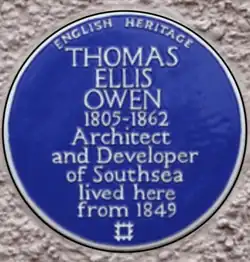 ENGLISH HERITAGE
THOMAS
ELLIS
OWEN
1805-1862
Architect
and Developer
of Southsea
lived here
from 1849